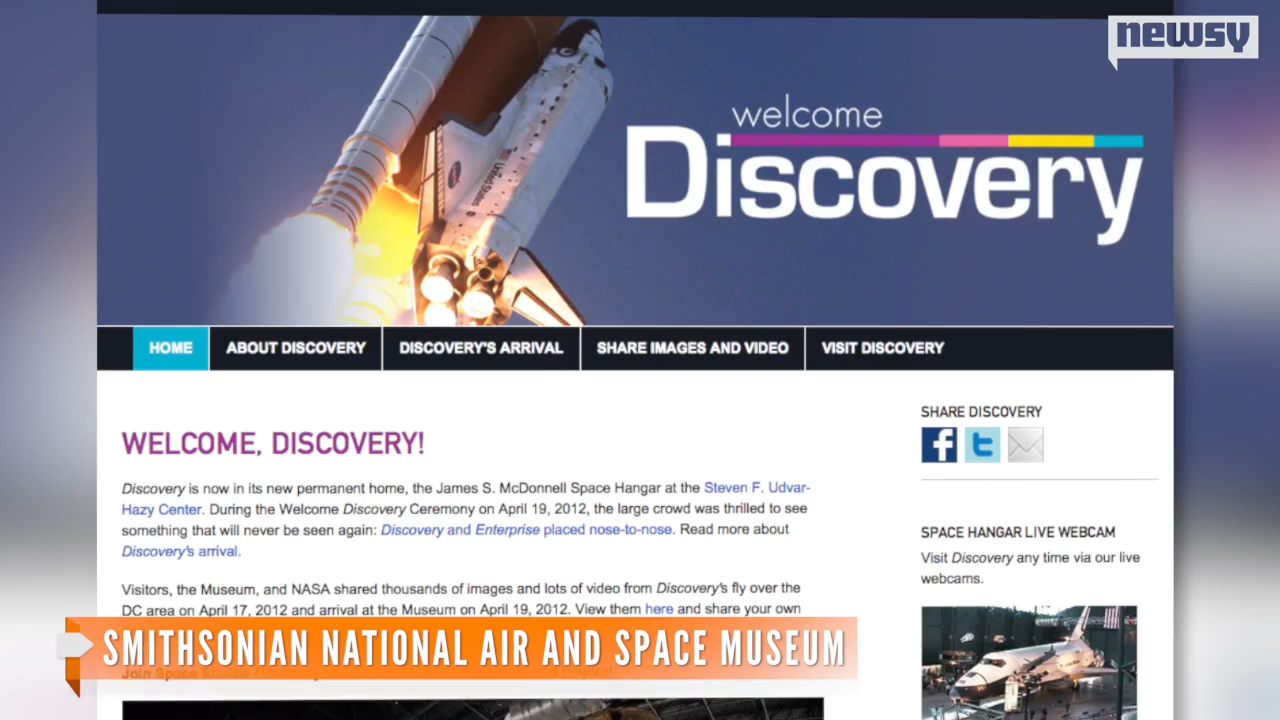 newsy
welcome
Discovery
United States
HOME
ABOUT DISCOVERY
DISCOVERY'S ARRIVAL
SHARE IMAGES AND VIDEO
VISIT DISCOVERY
WELCOME, DISCOVERY!
Discovery is now in its new permanent home, the James S. McDonnell Space Hangar at the Steven F. Udvar-
Hazy Center. During the Welcome Discovery Ceremony on April 19, 2012, the large crowd was thrilled to see
something that will never be seen again: Discovery and Enterprise placed nose-to-nose. Read more about
Discovery's arrival.
Visitors, the Museum, and NASA shared thousands of images and lots of video from Discovery's fly over the
DC area on April 17, 2012 and arrival at the Museum on April 19, 2012. View them here and share your own
SHARE DISCOVERY
f t
SPACE HANGAR LIVE WEBCAM
Visit Discovery any time via our live
webcams.
SMITHSONIAN NATIONAL AIR AND SPACE MUSEUM
Join Space